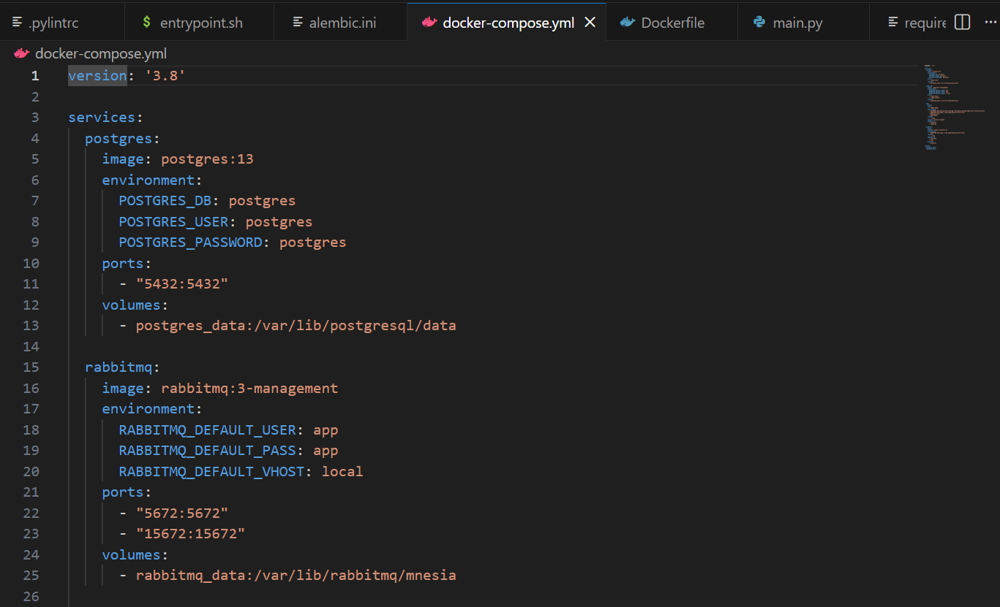 .pylintrc
entrypoint.sh
alembic.ini
docker-compose.yml
Dockerfile
main.py
docker-compose.yml
1 version: '3.8'
2
3 services:
4   postgres:
5     image: postgres:13
6     environment:
7       POSTGRES_DB: postgres
8       POSTGRES_USER: postgres
9       POSTGRES_PASSWORD: postgres
10     ports:
11       - "5432:5432"
12     volumes:
13       - postgres_data:/var/lib/postgresql/data
14
15   rabbitmq:
16     image: rabbitmq:3-management
17     environment:
18       RABBITMQ_DEFAULT_USER: app
19       RABBITMQ_DEFAULT_PASS: app
20       RABBITMQ_DEFAULT_VHOST: local
21     ports:
22       - "5672:5672"
23       - "15672:15672"
24     volumes:
25       - rabbitmq_data:/var/lib/rabbitmq/mnesia
26